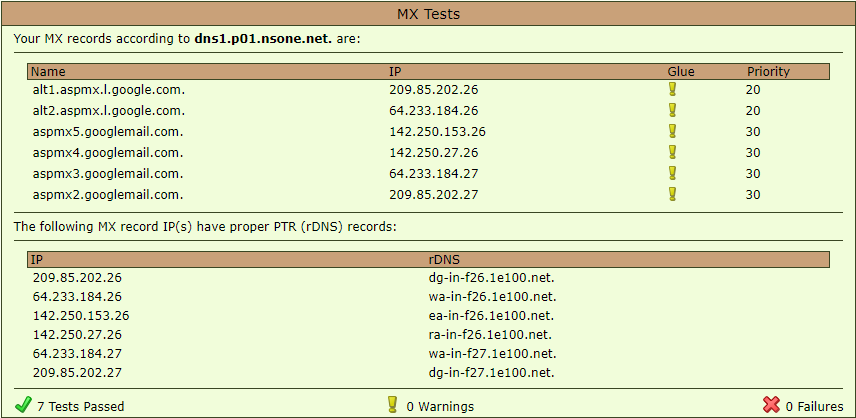 MX Tests
Your MX records according to dns1.p01.nsone.net. are:
Name IP Glue Priority
alt1.aspmx.l.google.com. 209.85.202.26 20
alt2.aspmx.l.google.com. 64.233.184.26 20
aspmx5.googlemail.com. 142.250.153.26 30
aspmx4.googlemail.com. 142.250.27.26 30
aspmx3.googlemail.com. 64.233.184.27 30
aspmx2.googlemail.com. 209.85.202.27 30
The following MX record IP(s) have proper PTR (rDNS) records:
IP rDNS
209.85.202.26 dg-in-f26.1e100.net.
64.233.184.26 wa-in-f26.1e100.net.
142.250.153.26 ea-in-f26.1e100.net.
142.250.27.26 ra-in-f26.1e100.net.
64.233.184.27 wa-in-f27.1e100.net.
209.85.202.27 dg-in-f27.1e100.net.
7 Tests Passed 0 Warnings 0 Failures